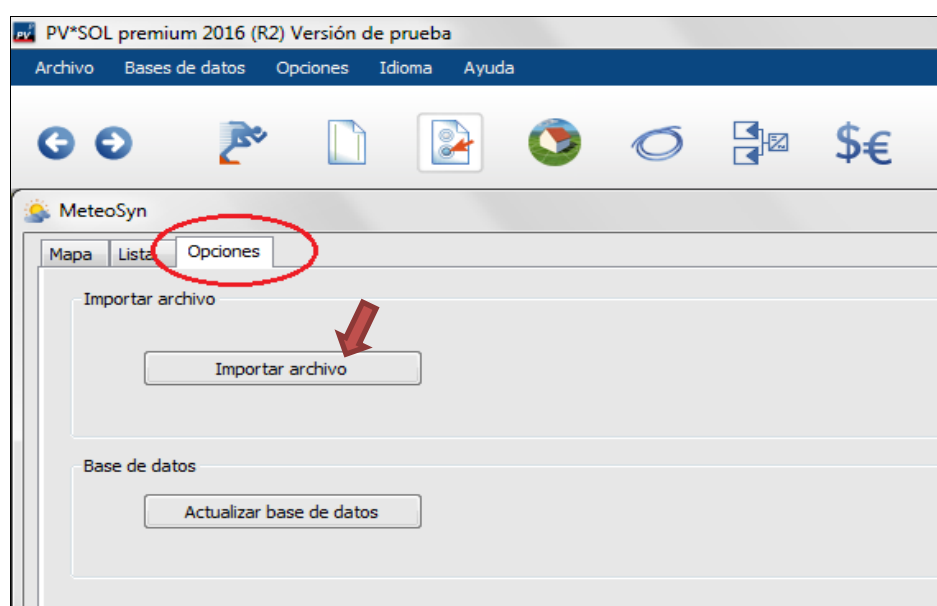 PV*SOL premium 2016 (R2) Versión de prueba
Archivo Bases de datos Opciones Idioma Ayuda
$€
MeteoSyn
Mapa Lista Opciones
Importar archivo
Importar archivo
Base de datos
Actualizar base de datos